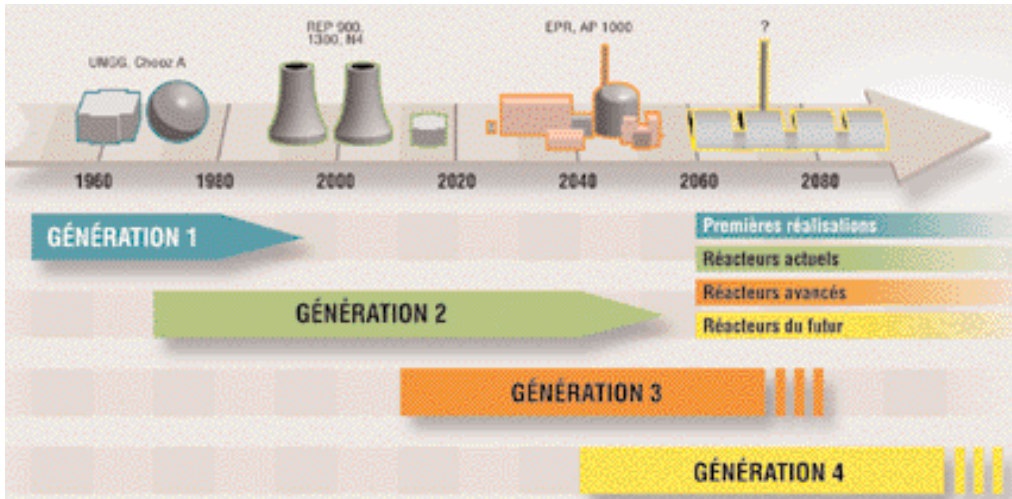 UNGG, Chooz A
REP 900,
1300, N4
EPR, AP 1000
?
1960
1980
2000
2020
2040
2060
2080
GÉNÉRATION 1
Premières réalisations
Réacteurs actuels
GÉNÉRATION 2
Réacteurs avancés
Réacteurs du futur
GÉNÉRATION 3
GÉNÉRATION 4